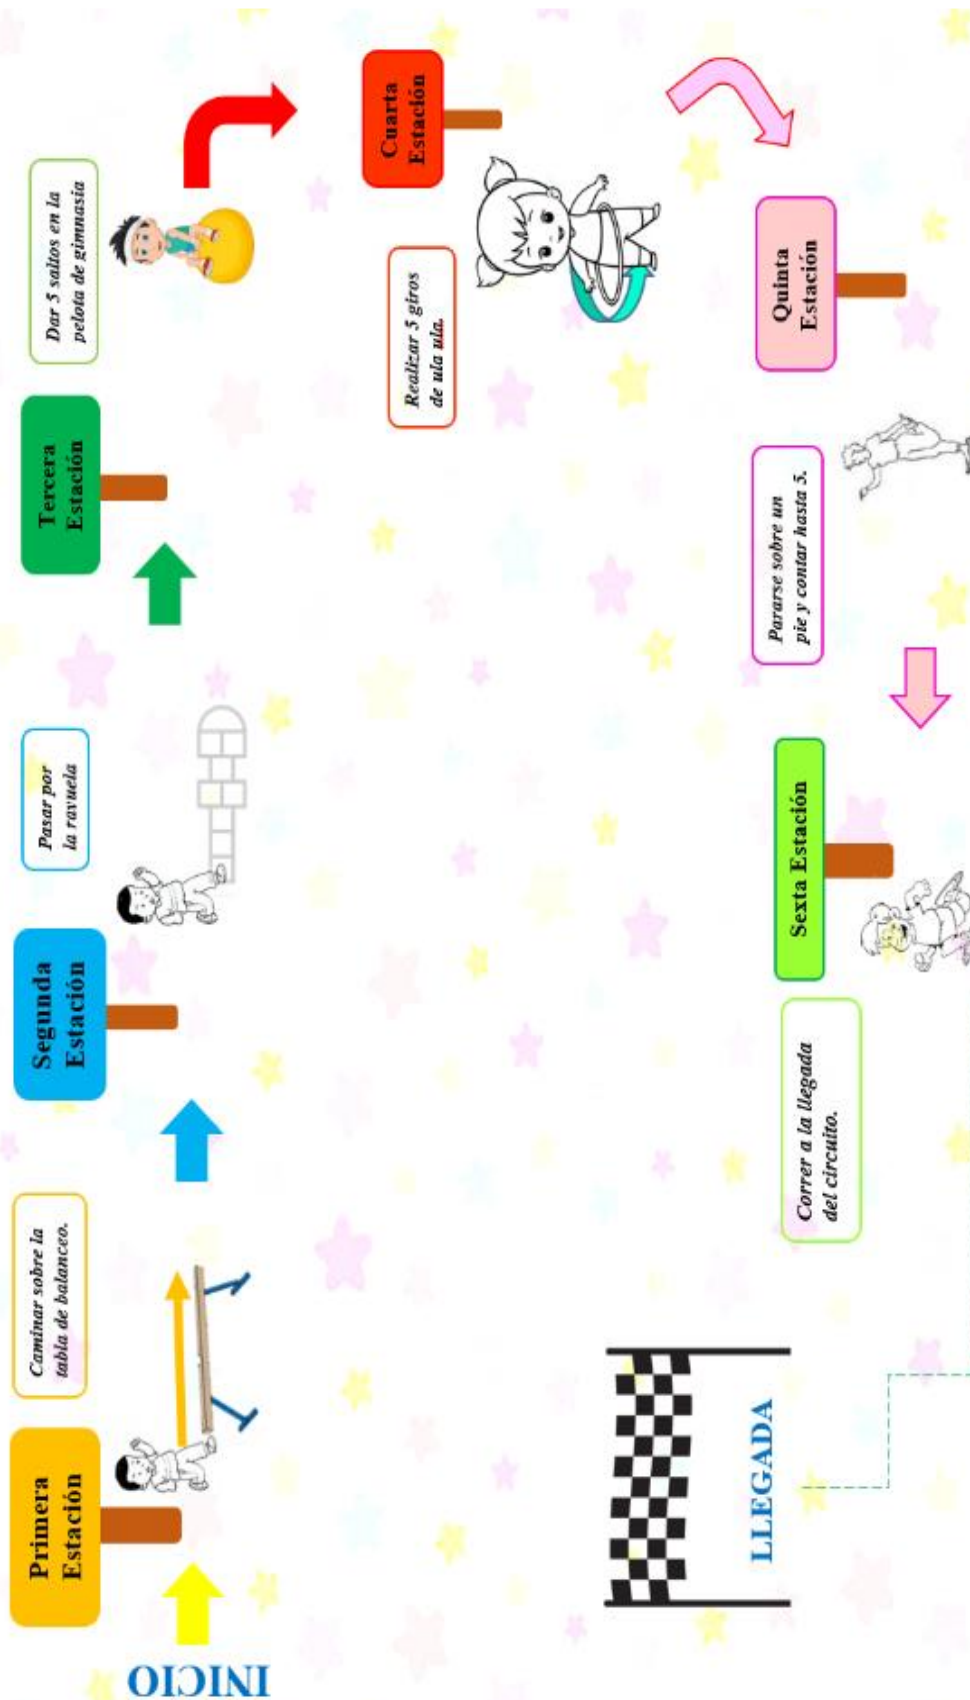 INICIO
Primera
Estación
Caminar sobre la
tabla de balanceo.
Segunda
Estación
Pasar por
la rayuela
Tercera
Estación
Dar 5 saltos en la
pelota de gimnasia
Cuarta
Estación
Realizar 5 giros
de ula ula.
Quinta
Estación
Pararse sobre un
pie y contar hasta 5.
Sexta Estación
Correr a la llegada
del circuito.
LLEGADA